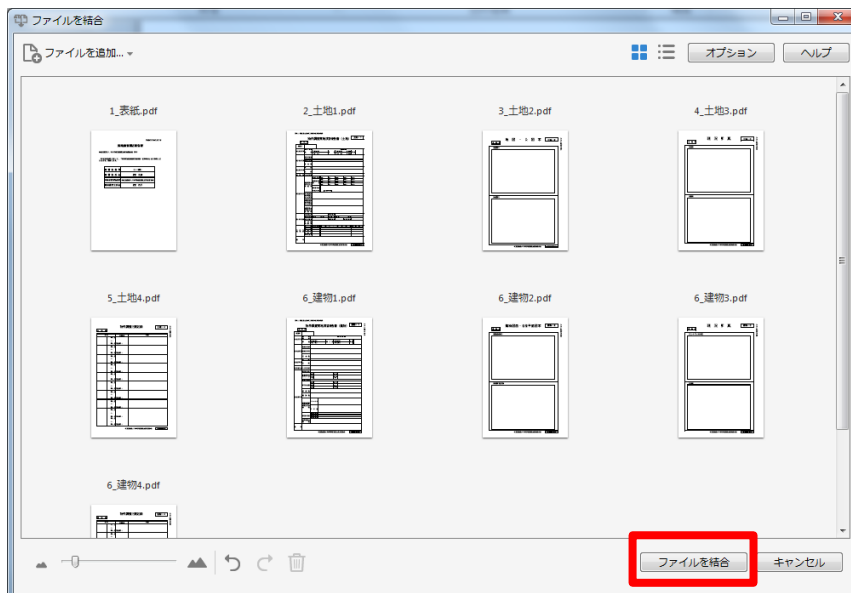 ファイルを結合
ファイルを追加...
オプション
ヘルプ
1_表紙.pdf
2_土地1.pdf
3_土地2.pdf
4_土地3.pdf
5_土地4.pdf
6_建物1.pdf
6_建物2.pdf
6_建物3.pdf
6_建物4.pdf
ファイルを結合
キャンセル